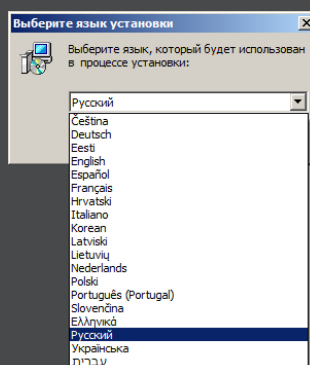 Выберите язык установки
Выберите язык, который будет использован
в процессе установки:
Русский
Čeština
Deutsch
Eesti
English
Español
Français
Hrvatski
Italiano
Korean
Latviski
Lietuvių
Nederlands
Polski
Português (Portugal)
Slovenčina
Ελληνικά
Русский
Українська
עברית